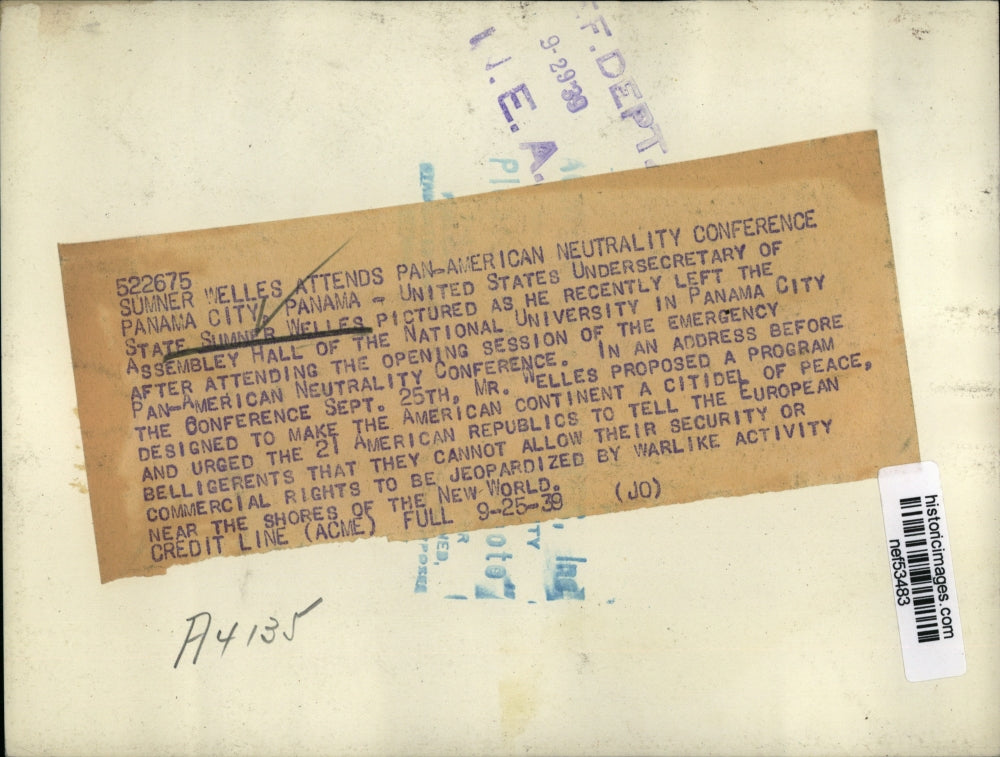 F. DEPT.
9-29-39
N.E.A.
522675
SUMNER WELLES ATTENDS PAN-AMERICAN NEUTRALITY CONFERENCE
PANAMA CITY, PANAMA - UNITED STATES UNDERSECRETARY OF
STATE SUMNER WELLES PICTURED AS HE RECENTLY LEFT THE
ASSEMBLEY HALL OF THE NATIONAL UNIVERSITY IN PANAMA CITY
AFTER ATTENDING THE OPENING SESSION OF THE EMERGENCY
PAN-AMERICAN NEUTRALITY CONFERENCE. IN AN ADDRESS BEFORE
THE CONFERENCE SEPT. 25TH, MR. WELLES PROPOSED A PROGRAM
DESIGNED TO MAKE THE AMERICAN CONTINENT A CITIDEL OF PEACE,
AND URGED THE 21 AMERICAN REPUBLICS TO TELL THE EUROPEAN
BELLIGERENTS THAT THEY CANNOT ALLOW THEIR SECURITY OR
COMMERCIAL RIGHTS TO BE JEOPARDIZED BY WARLIKE ACTIVITY
NEAR THE SHORES OF THE NEW WORLD.
CREDIT LINE (ACME) FULL 9-25-39 (JO)
Inc
A4135
historicimages.com
nef53483